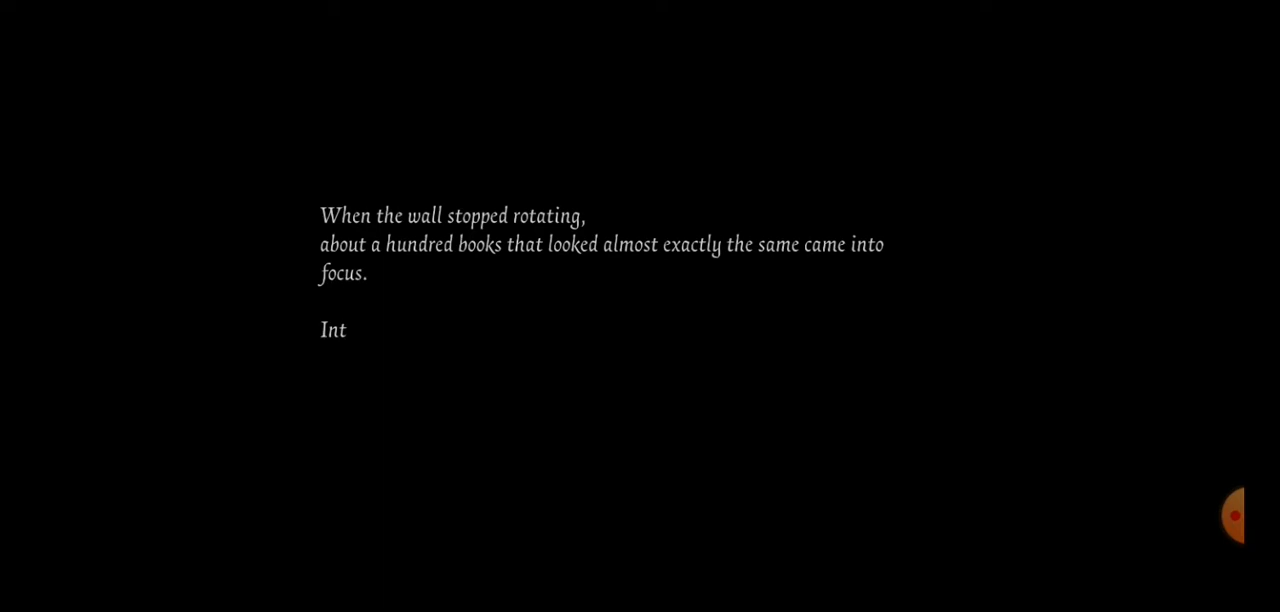 When the wall stopped rotating,
about a hundred books that looked almost exactly the same came into
focus.
Int